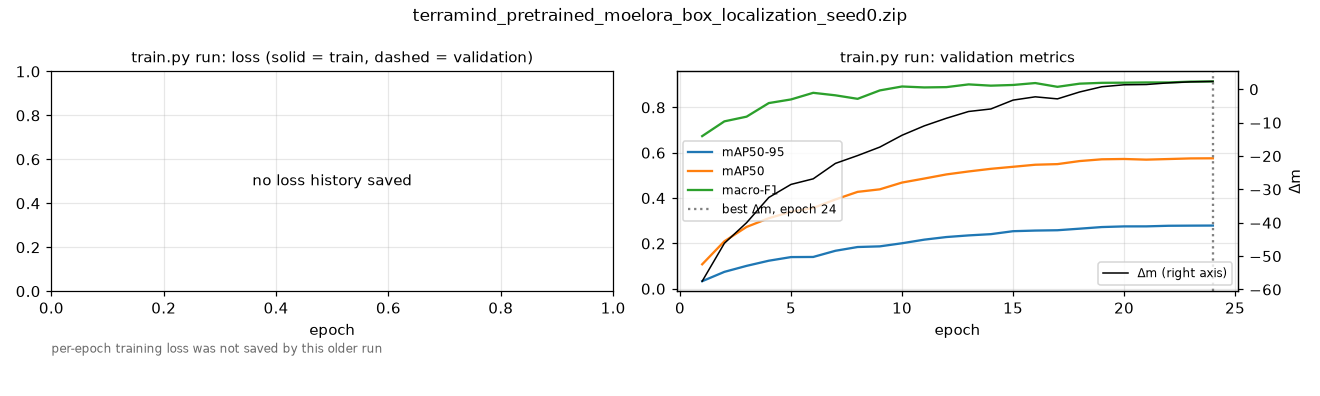 terramind_pretrained_moelora_box_localization_seed0.zip
train.py run: loss (solid = train, dashed = validation)
1.0
0.8
0.6
0.4
0.2
0.0
no loss history saved
0.0 0.2 0.4 0.6 0.8 1.0
epoch
per-epoch training loss was not saved by this older run
train.py run: validation metrics
0.8
0.6
0.4
0.2
0.0
mAP50-95
mAP50
macro-F1
best Δm, epoch 24
Δm (right axis)
0 5 10 15 20 25
epoch
0
−10
−20
−30
−40
−50
−60
Δm